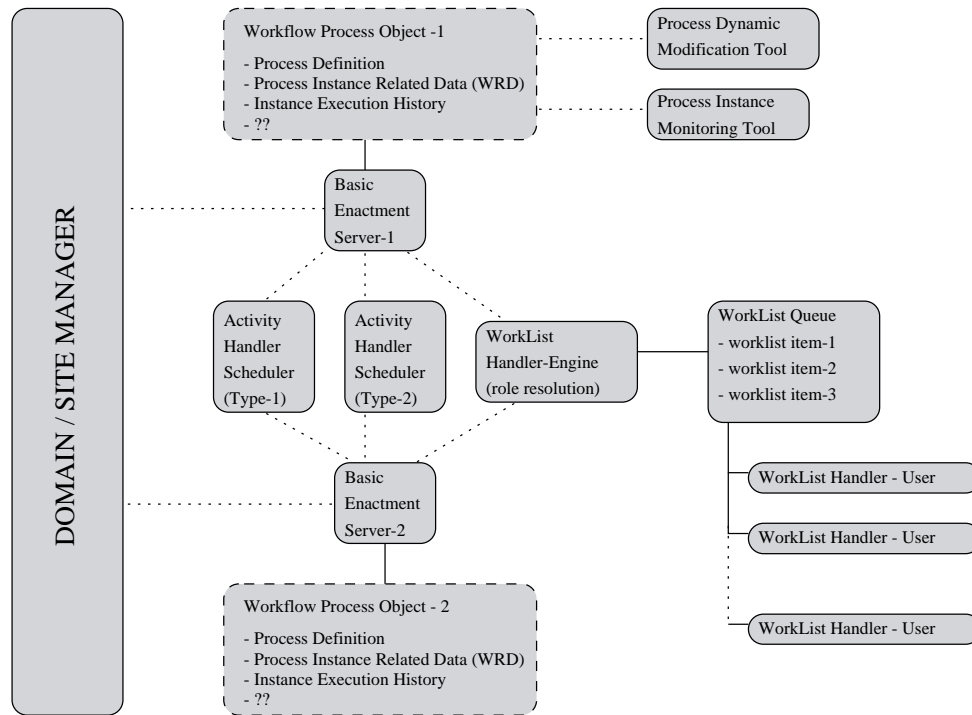 DOMAIN / SITE MANAGER
Workflow Process Object -1
- Process Definition
- Process Instance Related Data (WRD)
- Instance Execution History
- ??
Process Dynamic
Modification Tool
Process Instance
Monitoring Tool
Basic
Enactment
Server-1
Activity
Handler
Scheduler
(Type-1)
Activity
Handler
Scheduler
(Type-2)
WorkList
Handler-Engine
(role resolution)
WorkList Queue
- worklist item-1
- worklist item-2
- worklist item-3
WorkList Handler - User
WorkList Handler - User
WorkList Handler - User
Basic
Enactment
Server-2
Workflow Process Object - 2
- Process Definition
- Process Instance Related Data (WRD)
- Instance Execution History
- ??